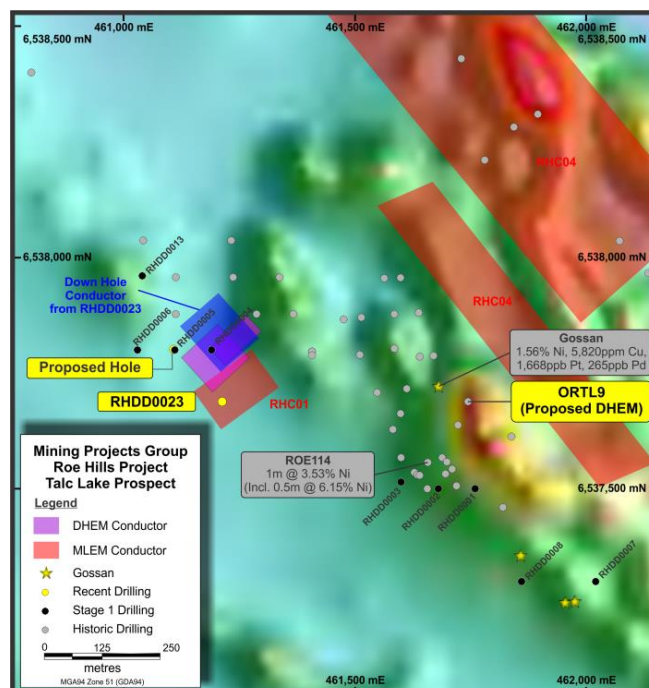 461,000 mE
461,500 mE
462,000 mE
6,538,500 mN
6,538,500 mN
RHC04
RHDD0013
6,538,000 mN
6,538,000 mN
Down Hole
Conductor
from RHDD0023
RHDD0006
RHDD0005
RHC04
Gossan
1.56% Ni, 5,820ppm Cu,
1,668ppb Pt, 265ppb Pd
Proposed Hole
RHDD0023
RHC01
ORTL9
(Proposed DHEM)
ROE114
1m @ 3.53% Ni
(Incl. 0.5m @ 6.15% Ni)
RHDD0003
RHDD0002
RHDD0001
6,537,500 mN
RHDD0008
RHDD0007
Mining Projects Group
Roe Hills Project
Talc Lake Prospect
Legend
DHEM Conductor
MLEM Conductor
Gossan
Recent Drilling
Stage 1 Drilling
Historic Drilling
0 125 250
metres
MGA94 Zone 51 (GDA94)
461,500 mE
462,000 mE